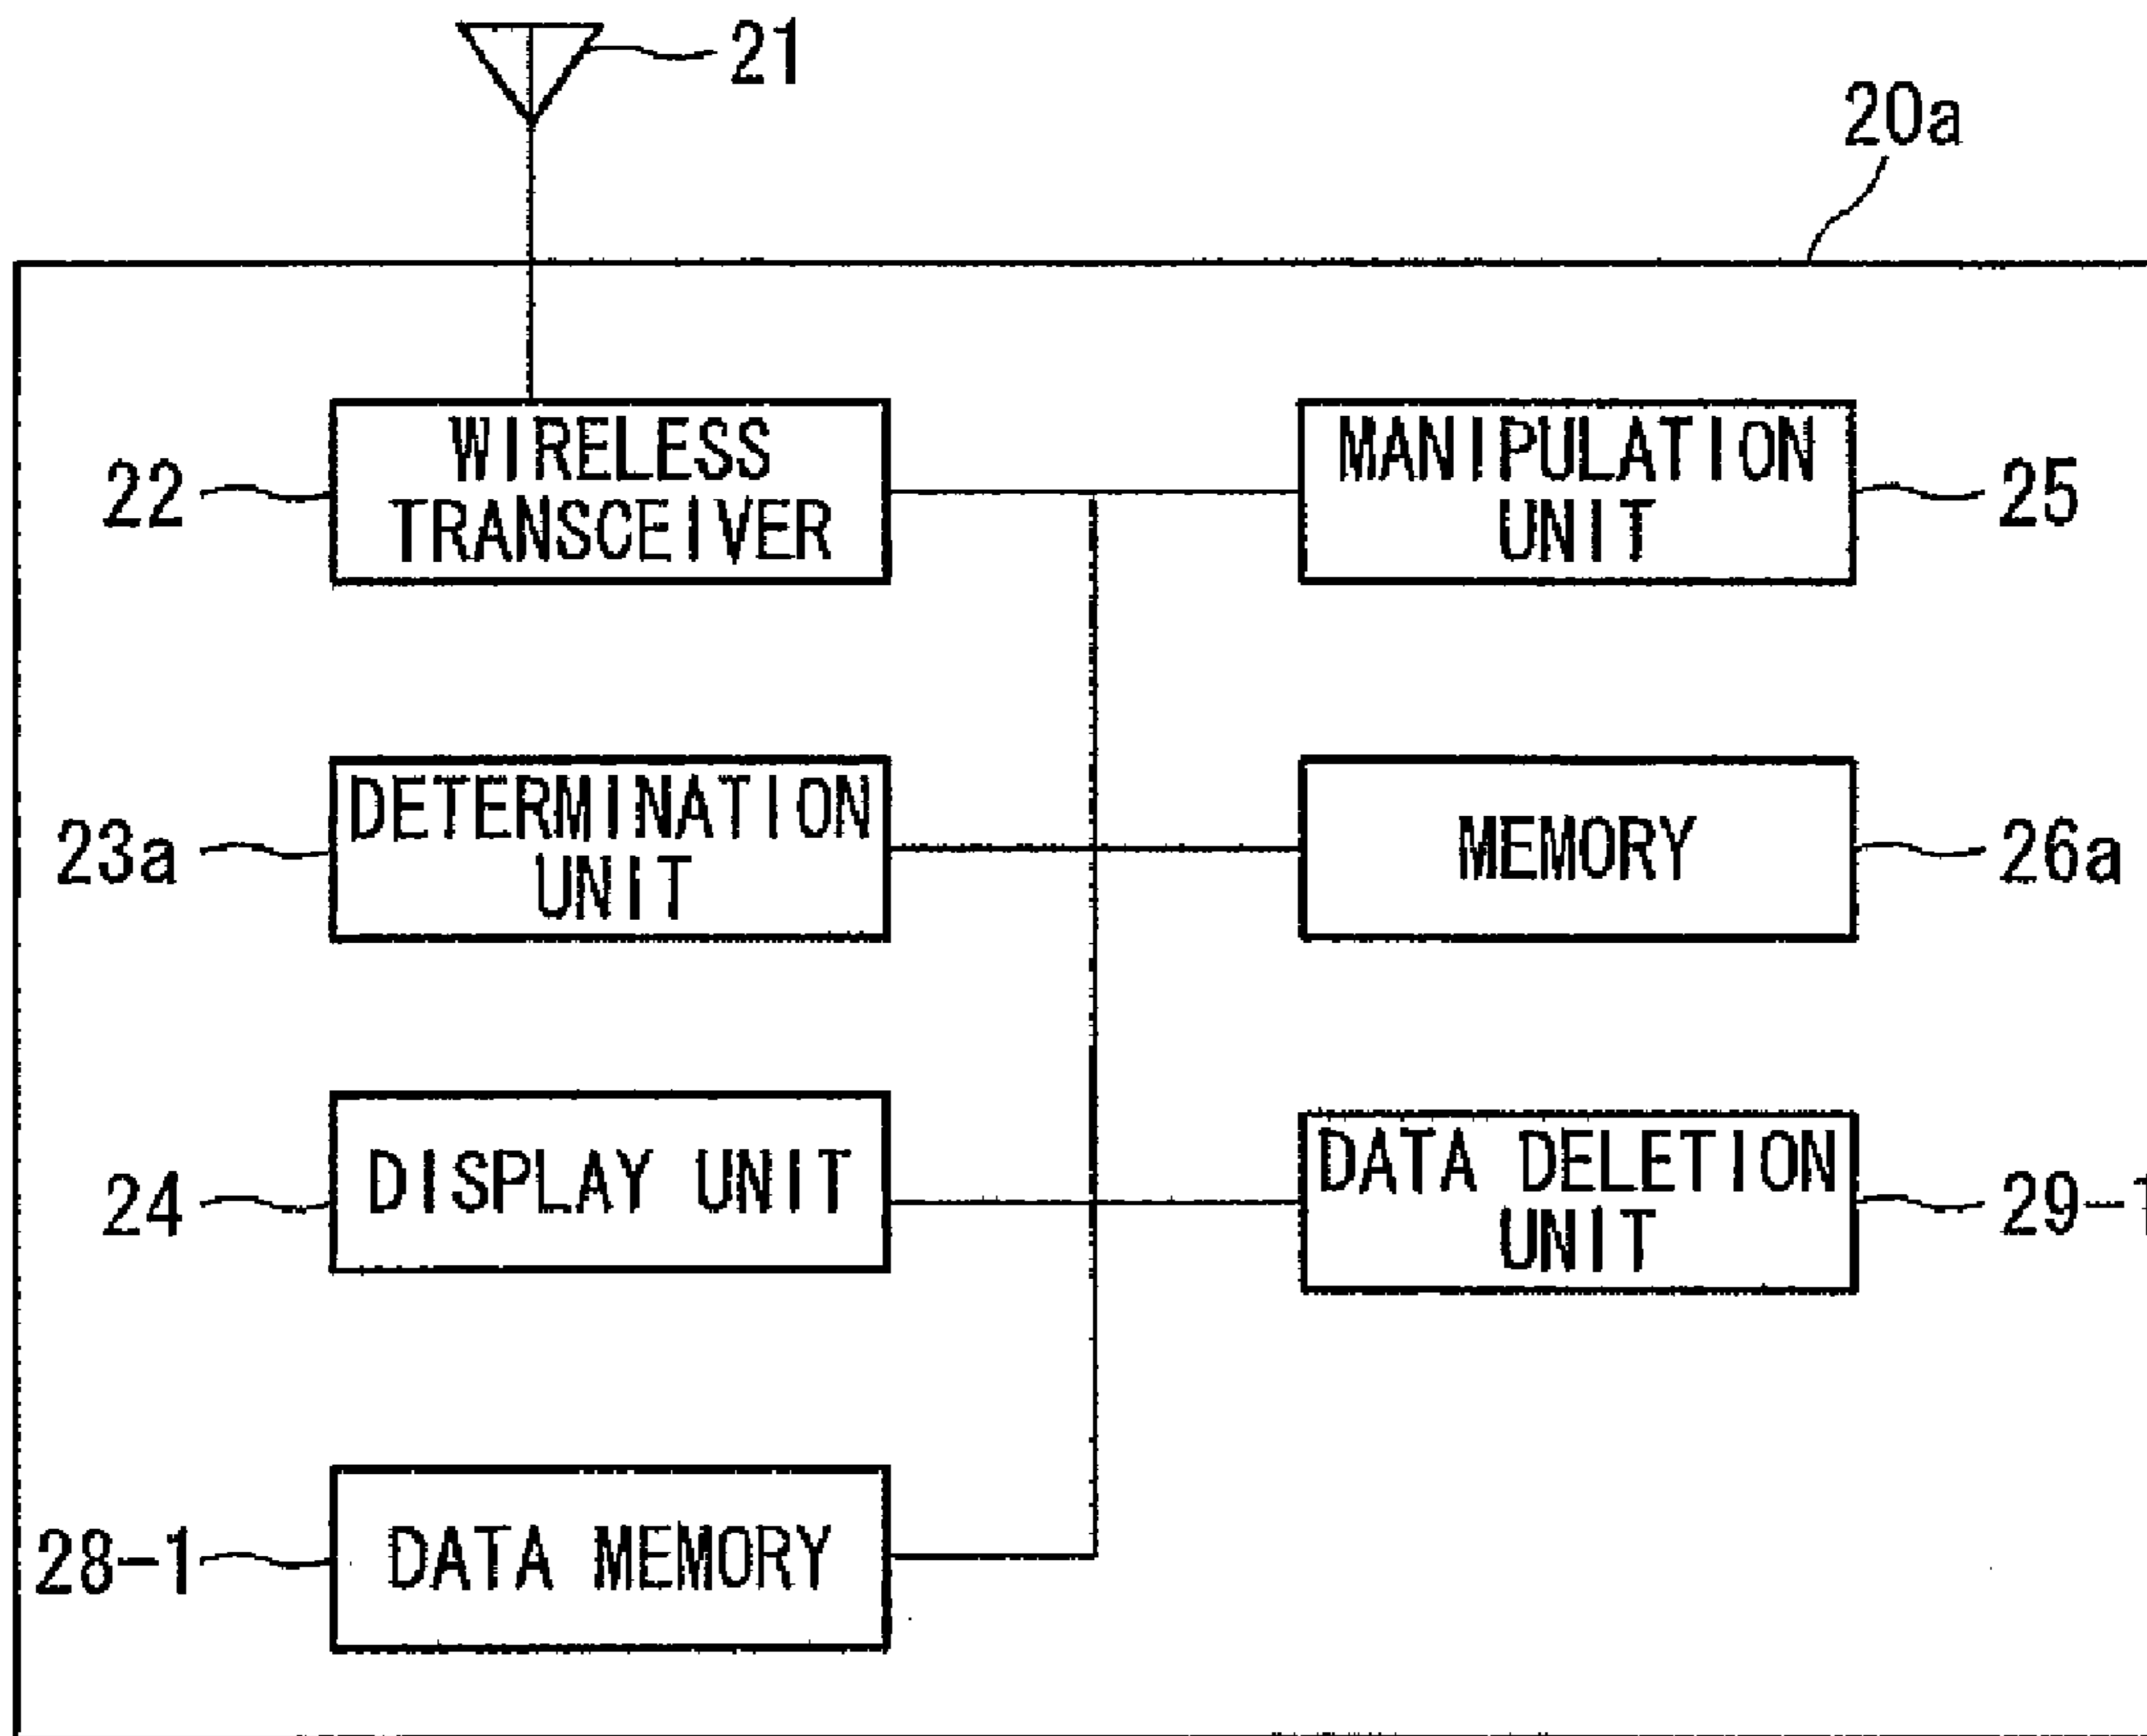 21
20a
WIRELESS
TRANSCEIVER
22
MANIPULATION
UNIT
25
DETERMINATION
UNIT
23a
MEMORY
26a
DISPLAY UNIT
24
DATA DELETION
UNIT
29-1
DATA MEMORY
28-1